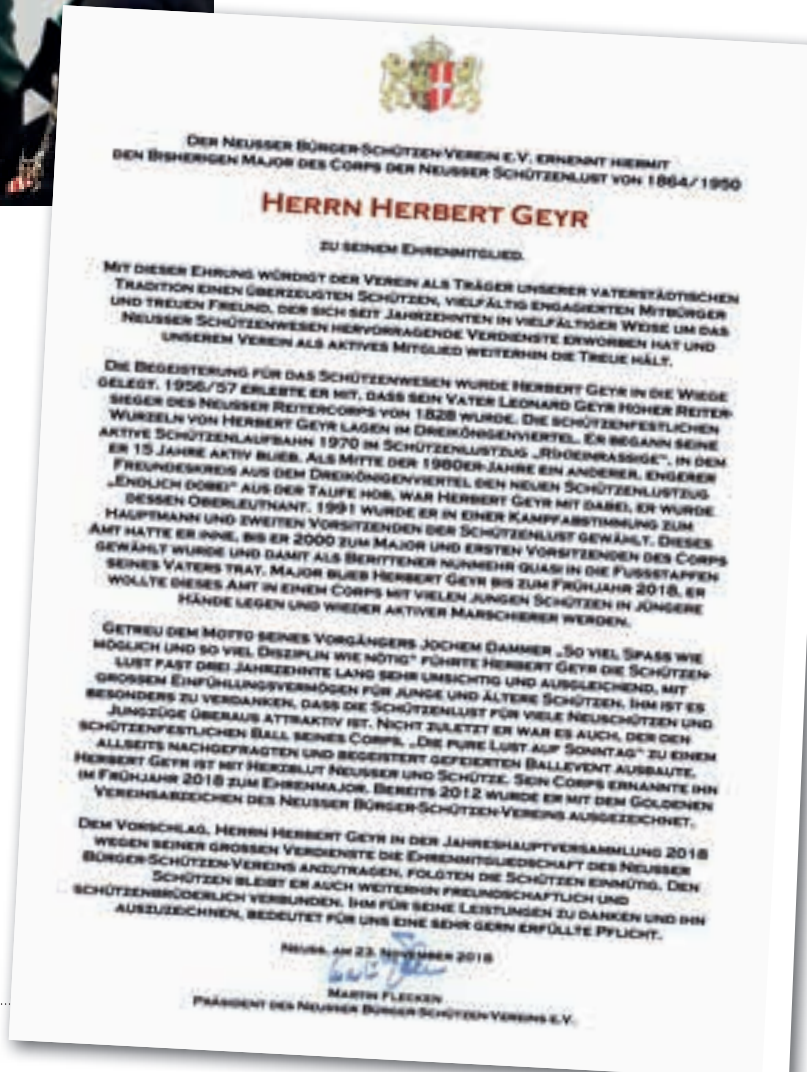 DER NEUSSER BÜRGER-SCHÜTZEN-VEREIN E.V. ERNENNT HIERMIT
DEN BISHERIGEN MAJOR DES CORPS DER NEUSSER SCHÜTZENLUST VON 1864/1950
HERRN HERBERT GEYR
ZU SEINEM EHRENMITGLIED.
MIT DIESER EHRUNG WÜRDIGT DER VEREIN ALS TRÄGER UNSERER VATERSTÄDTISCHEN
TRADITION EINEN ÜBERZEUGTEN SCHÜTZEN, VIELFÄLTIG ENGAGIERTEN MITBÜRGER
UND TREUEN FREUND, DER SICH SEIT JAHRZEHNTEN IN VIELFÄLTIGER WEISE UM DAS
NEUSSER SCHÜTZENWESEN HERVORRAGENDE VERDIENSTE ERWORBEN HAT UND
UNSEREM VEREIN ALS AKTIVES MITGLIED WEITERHIN DIE TREUE HÄLT.
DIE BEGEISTERUNG FÜR DAS SCHÜTZENWESEN WURDE HERBERT GEYR IN DIE WIEGE
GELEGT. 1956/57 ERLEBTE ER MIT, DASS SEIN VATER LEONARD GEYR HOHER REITER-
SIEGER DES NEUSSER REITERCORPS VON 1828 WURDE. DIE SCHÜTZENFESTLICHEN
WURZELN VON HERBERT GEYR LAGEN IM DREIKÖNIGENVIERTEL. ER BEGANN SEINE
AKTIVE SCHÜTZENLAUFBAHN 1970 IM SCHÜTZENLUSTZUG „RHEINRASSIGE“, IN DEM
ER 15 JAHRE AKTIV BLIEB. ALS MITTE DER 1980ER-JAHRE EIN ANDERER, ENGERER
FREUNDESKREIS AUS DEM DREIKÖNIGENVIERTEL DEN NEUEN SCHÜTZENLUSTZUG
„ENDLICH DOBEI“ AUS DER TAUFE HOB, WAR HERBERT GEYR MIT DABEI, ER WURDE
DESSEN OBERLEUTNANT. 1991 WURDE ER IN EINER KAMPFABSTIMMUNG ZUM
HAUPTMANN UND ZWEITEN VORSITZENDEN DER SCHÜTZENLUST GEWÄHLT. DIESES
AMT HATTE ER INNE, BIS ER 2000 ZUM MAJOR UND ERSTEN VORSITZENDEN DES CORPS
GEWÄHLT WURDE UND DAMIT ALS BERITTENER NUNMEHR QUASI IN DIE FUSSSTAPFEN
SEINES VATERS TRAT. MAJOR BLIEB HERBERT GEYR BIS ZUM FRÜHJAHR 2018. ER
WOLLTE DIESES AMT IN EINEM CORPS MIT VIELEN JUNGEN SCHÜTZEN IN JÜNGERE
HÄNDE LEGEN UND WIEDER AKTIVER MARSCHIERER WERDEN.
GETREU DEM MOTTO SEINES VORGÄNGERS JOCHEM DAMMER „SO VIEL SPASS WIE
MÖGLICH UND SO VIEL DISZIPLIN WIE NÖTIG“ FÜHRTE HERBERT GEYR DIE SCHÜTZEN-
LUST FAST DREI JAHRZEHNTE LANG SEHR UMSICHTIG UND AUSGLEICHEND, MIT
GROSSEM EINFÜHLUNGSVERMÖGEN FÜR JUNGE UND ÄLTERE SCHÜTZEN. IHM IST ES
BESONDERS ZU VERDANKEN, DASS DIE SCHÜTZENLUST FÜR VIELE NEUSCHÜTZEN UND
JUNGZÜGE ÜBERAUS ATTRAKTIV IST. NICHT ZULETZT ER WAR ES AUCH, DER DEN
SCHÜTZENFESTLICHEN BALL SEINES CORPS, „DIE PURE LUST AUF SONNTAG“ ZU EINEM
ALLSEITS NACHGEFRAGTEN UND BEGEISTERT GEFEIERTEN BALLEVENT AUSBAUTE.
HERBERT GEYR IST MIT HERZBLUT NEUSSER UND SCHÜTZE. SEIN CORPS ERNANNTE IHN
IM FRÜHJAHR 2018 ZUM EHRENMAJOR. BEREITS 2012 WURDE ER MIT DEM GOLDENEN
VEREINSABZEICHEN DES NEUSSER BÜRGER-SCHÜTZEN-VEREINS AUSGEZEICHNET.
DEM VORSCHLAG, HERRN HERBERT GEYR IN DER JAHRESHAUPTVERSAMMLUNG 2018
WEGEN SEINER GROSSEN VERDIENSTE DIE EHRENMITGLIEDSCHAFT DES NEUSSER
BÜRGER-SCHÜTZEN-VEREINS ANZUTRAGEN, FOLGTEN DIE SCHÜTZEN EINMÜTIG. DEN
SCHÜTZEN BLEIBT ER AUCH WEITERHIN FREUNDSCHAFTLICH UND
SCHÜTZENBRÜDERLICH VERBUNDEN. IHM FÜR SEINE LEISTUNGEN ZU DANKEN UND IHN
AUSZUZEICHNEN, BEDEUTET FÜR UNS EINE SEHR GERN ERFÜLLTE PFLICHT.
NEUSS, AM 23. NOVEMBER 2018
MARTIN FLECKEN
PRÄSIDENT DES NEUSSER BÜRGER-SCHÜTZEN-VEREINS E.V.